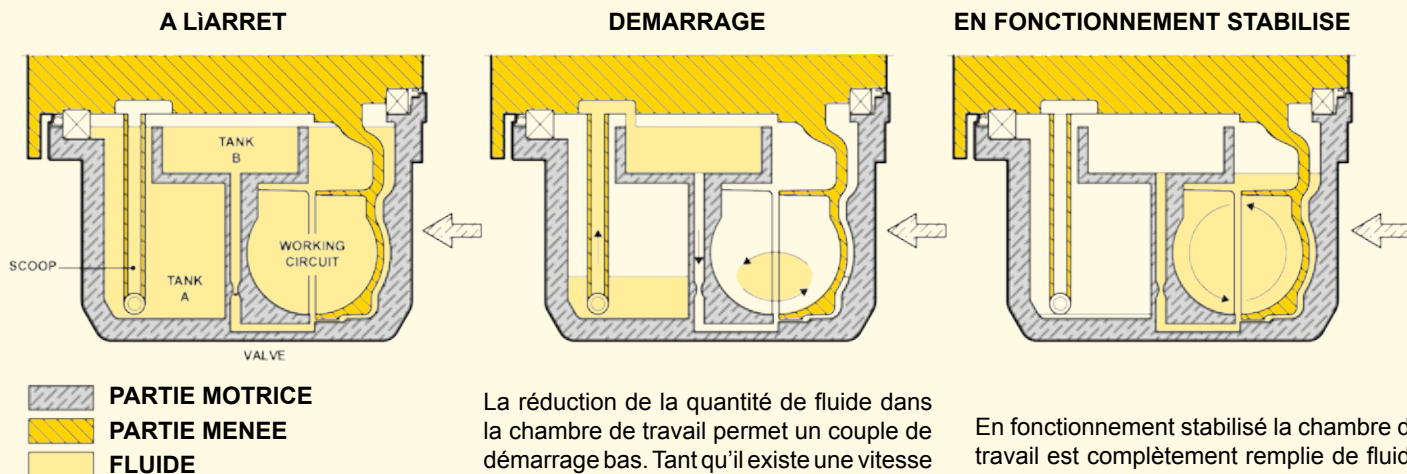 A LìARRET
DEMARRAGE
EN FONCTIONNEMENT STABILISE
TANK
B
WORKING
CIRCUIT
SCOOP
TANK
A
VALVE
PARTIE MOTRICE
PARTIE MENEE
FLUIDE
La réduction de la quantité de fluide dans
la chambre de travail permet un couple de
démarrage bas. Tant qu'il existe une vitesse
En fonctionnement stabilisé la chambre d
travail est complètement remplie de fluid